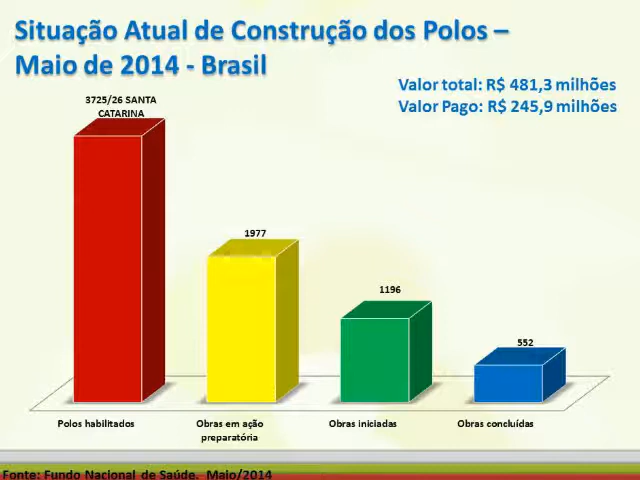 Situação Atual de Construção dos Polos –
Maio de 2014 - Brasil
Valor total: R$ 481,3 milhões
Valor Pago: R$ 245,9 milhões
3725/26 SANTA
CATARINA
1977
1196
552
Polos habilitados
Obras em ação
preparatória
Obras iniciadas
Obras concluídas
Fonte: Fundo Nacional de Saúde. Maio/2014